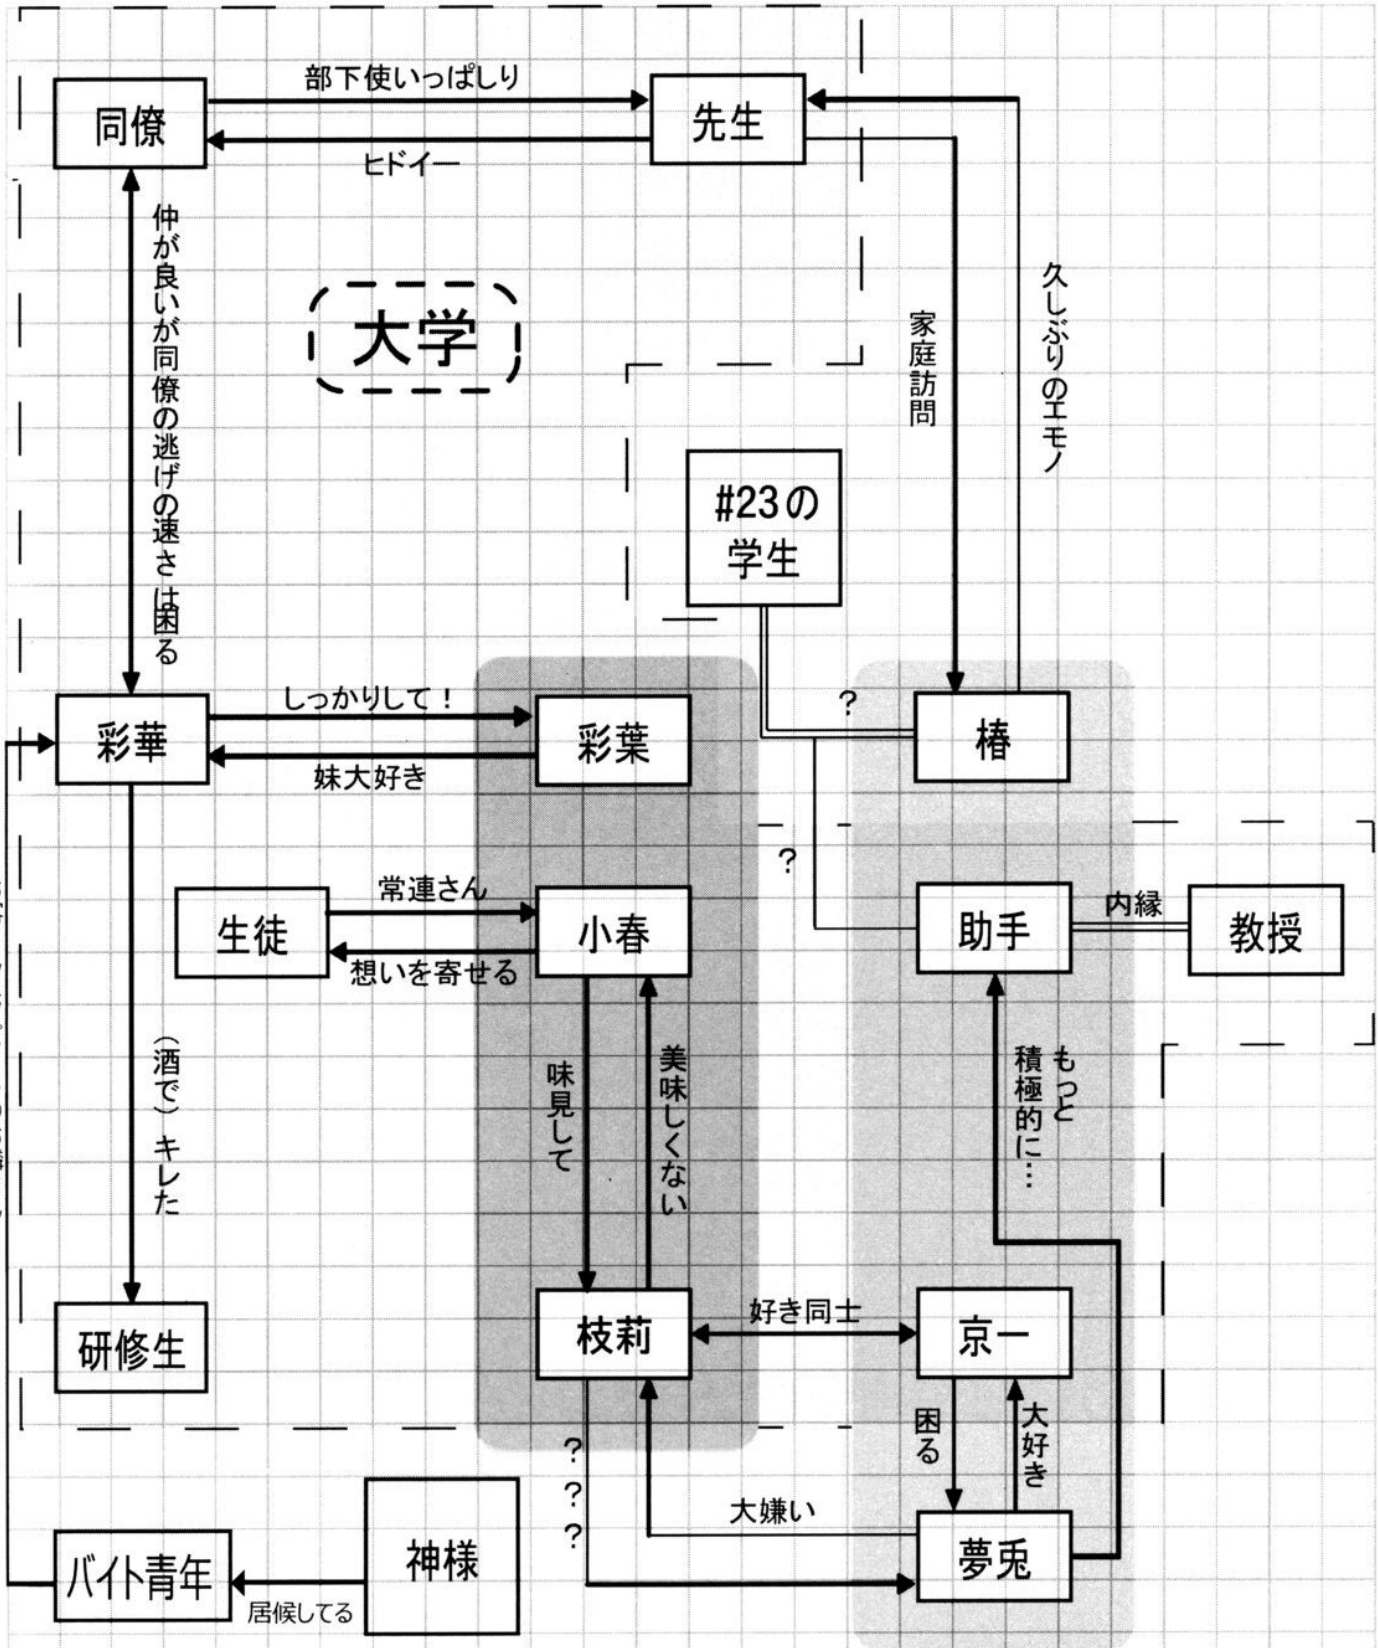 部下使いっぱしり
同僚
先生
ヒドイー
仲が良いが同僚の逃げの速さは困る
大学
家庭訪問
久しぶりのエモノ
#23の
学生
?
しっかりして！
彩華
彩葉
椿
妹大好き
?
常連さん
生徒
小春
助手
内縁
教授
想いを寄せる
（酒で）キレた
味見して
美味しくない
もっと
積極的に…
研修生
枝莉
好き同士
京一
困る
大好き
?
?
?
大嫌い
バイト青年
神様
夢兎
居候してる